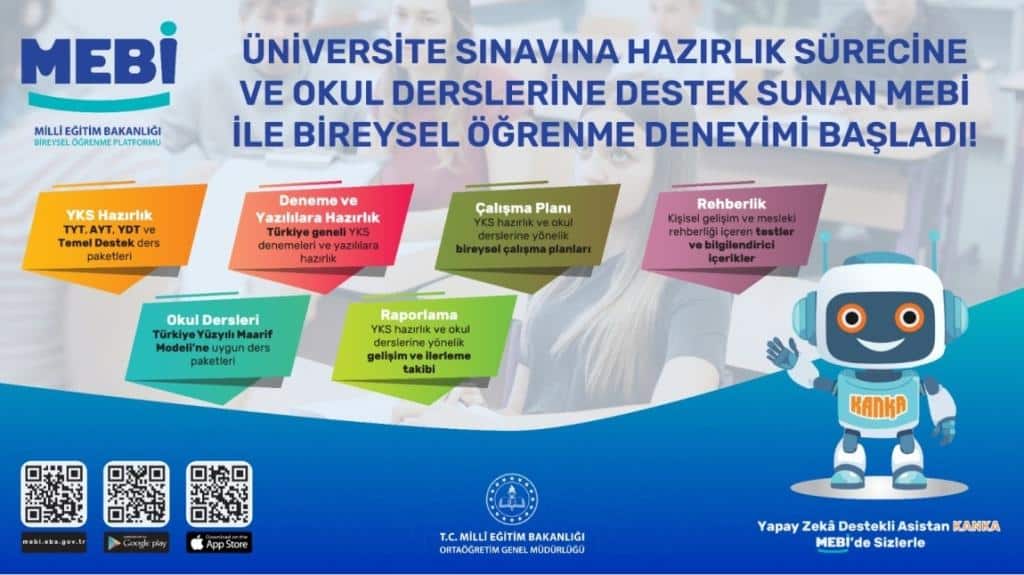 MEBİ
MİLLÎ EĞİTİM BAKANLIĞI
BİREYSEL ÖĞRENME PLATFORMU
ÜNİVERSİTE SINAVINA HAZIRLIK SÜRECİNE
VE OKUL DERSLERİNE DESTEK SUNAN MEBİ
İLE BİREYSEL ÖĞRENME DENEYİMİ BAŞLADI!
YKS Hazırlık
TYT, AYT, YDT ve
Temel Destek ders
paketleri
Deneme ve
Yazılılara Hazırlık
Türkiye geneli YKS
denemeleri ve yazılılara
hazırlık
Çalışma Planı
YKS hazırlık ve okul
derslerine yönelik
bireysel çalışma planları
Rehberlik
Kişisel gelişim ve mesleki
rehberliği içeren testler
ve bilgilendirici
içerikler
Okul Dersleri
Türkiye Yüzyılı Maarif
Modeli'ne uygun ders
paketleri
Raporlama
YKS hazırlık ve okul
derslerine yönelik
gelişim ve ilerleme
takibi
KANKA
mebi.eba.gov.tr
Google play
Download on the
App Store
T.C. MİLLÎ EĞİTİM BAKANLIĞI
ORTAÖĞRETİM GENEL MÜDÜRLÜĞÜ
Yapay Zekâ Destekli Asistan KANKA
MEBİ'de Sizlerle